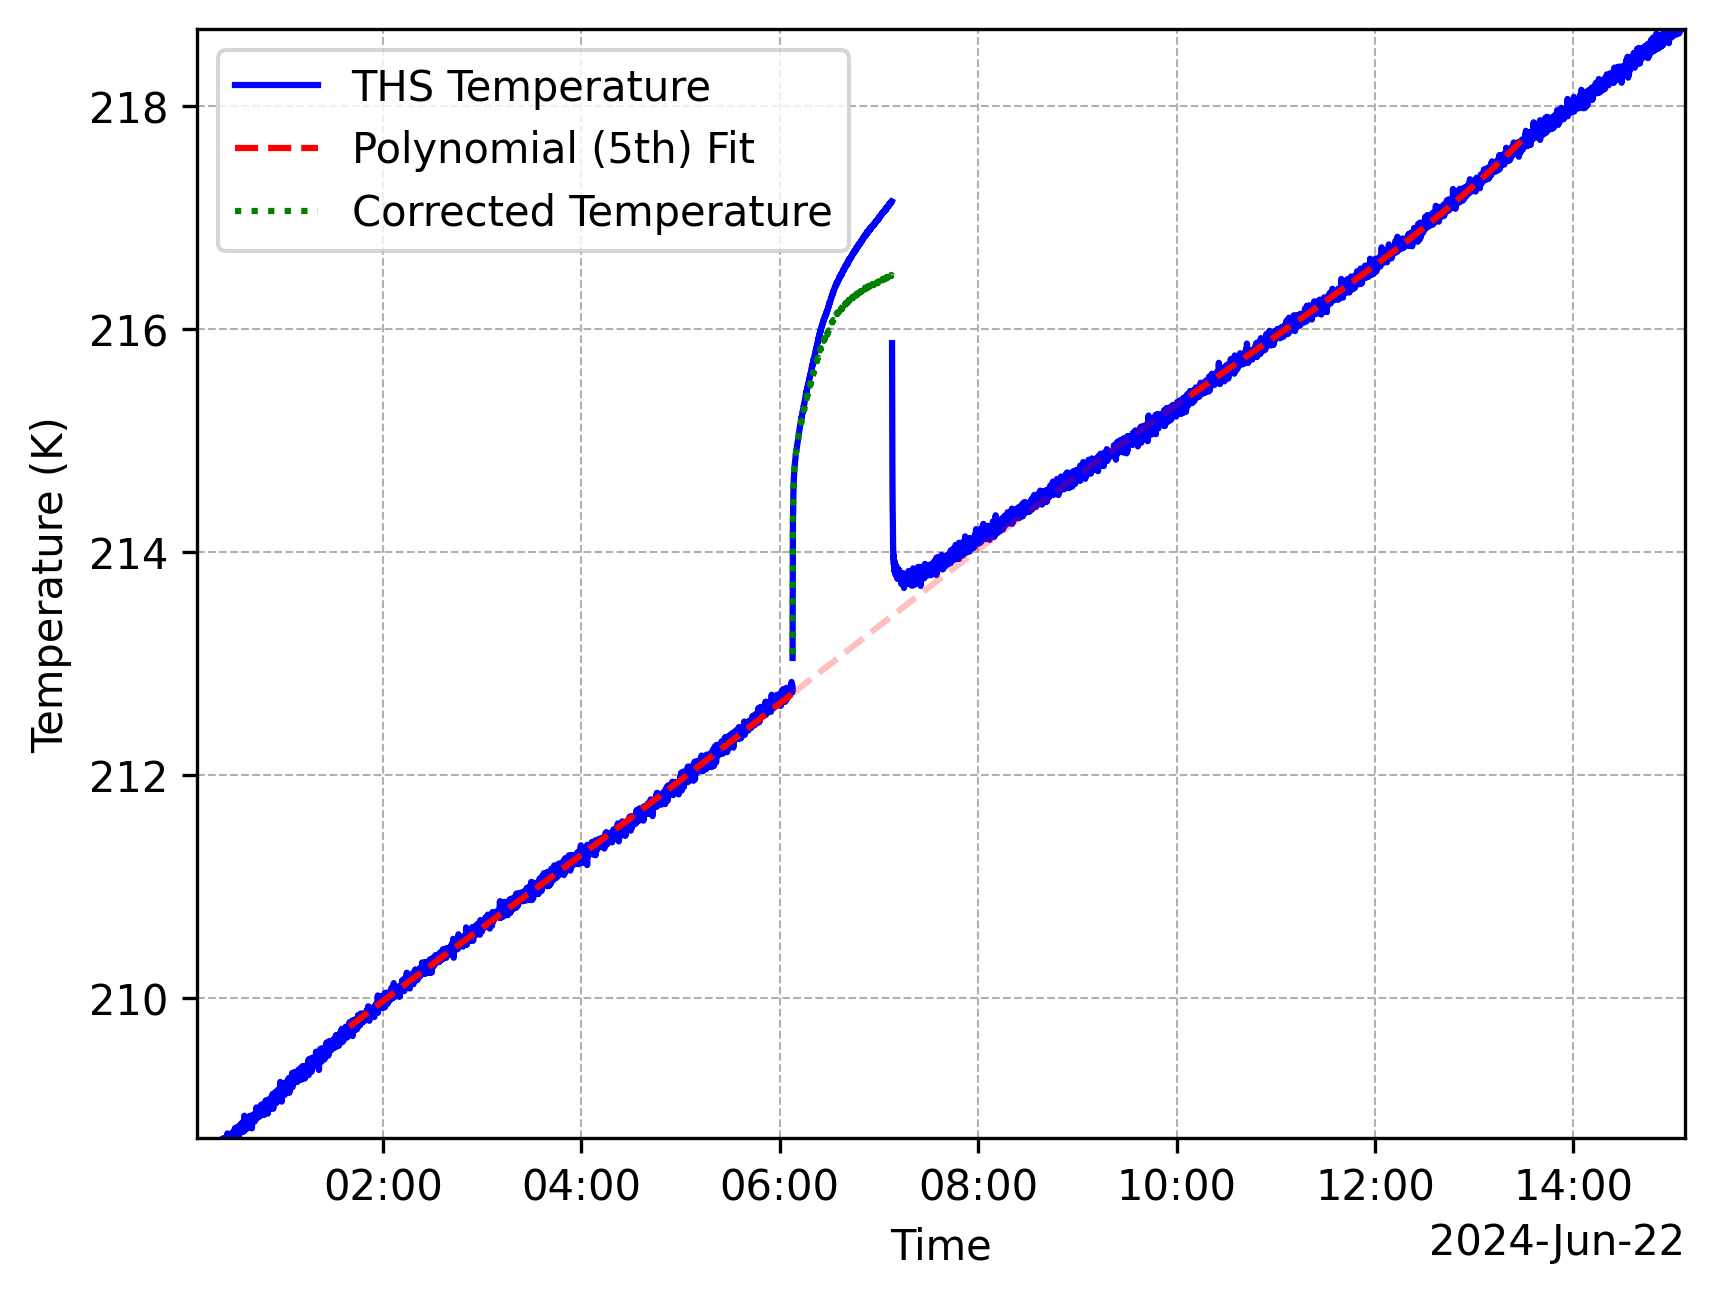 THS Temperature
Polynomial (5th) Fit
Corrected Temperature
218
216
214
212
210
Temperature (K)
02:00 04:00 06:00 08:00 10:00 12:00 14:00
Time
2024-Jun-22